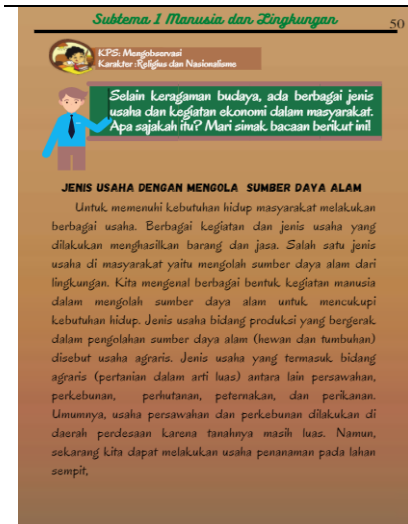 Subtema 1 Manusia dan Lingkungan
50
KPS: Mengobservasi
Karakter :Religius dan Nasionalisme
Selain keragaman budaya, ada berbagai jenis
usaha dan kegiatan ekonomi dalam masyarakat.
Apa sajakah itu? Mari simak bacaan berikut ini!
JENIS USAHA DENGAN MENGOLA SUMBER DAYA ALAM
Untuk memenuhi kebutuhan hidup masyarakat melakukan
berbagai usaha. Berbagai kegiatan dan jenis usaha yang
dilakukan menghasilkan barang dan jasa. Salah satu jenis
usaha di masyarakat yaitu mengolah sumber daya alam dari
lingkungan. Kita mengenal berbagai bentuk kegiatan manusia
dalam mengolah sumber daya alam untuk mencukupi
kebutuhan hidup. Jenis usaha bidang produksi yang bergerak
dalam pengolahan sumber daya alam (hewan dan tumbuhan)
disebut usaha agraris. Jenis usaha yang termasuk bidang
agraris (pertanian dalam arti luas) antara lain persawahan,
perkebunan, perhutanan, peternakan, dan perikanan.
Umumnya, usaha persawahan dan perkebunan dilakukan di
daerah perdesaan karena tanahnya masih luas. Namun,
sekarang kita dapat melakukan usaha penanaman pada lahan
sempit,